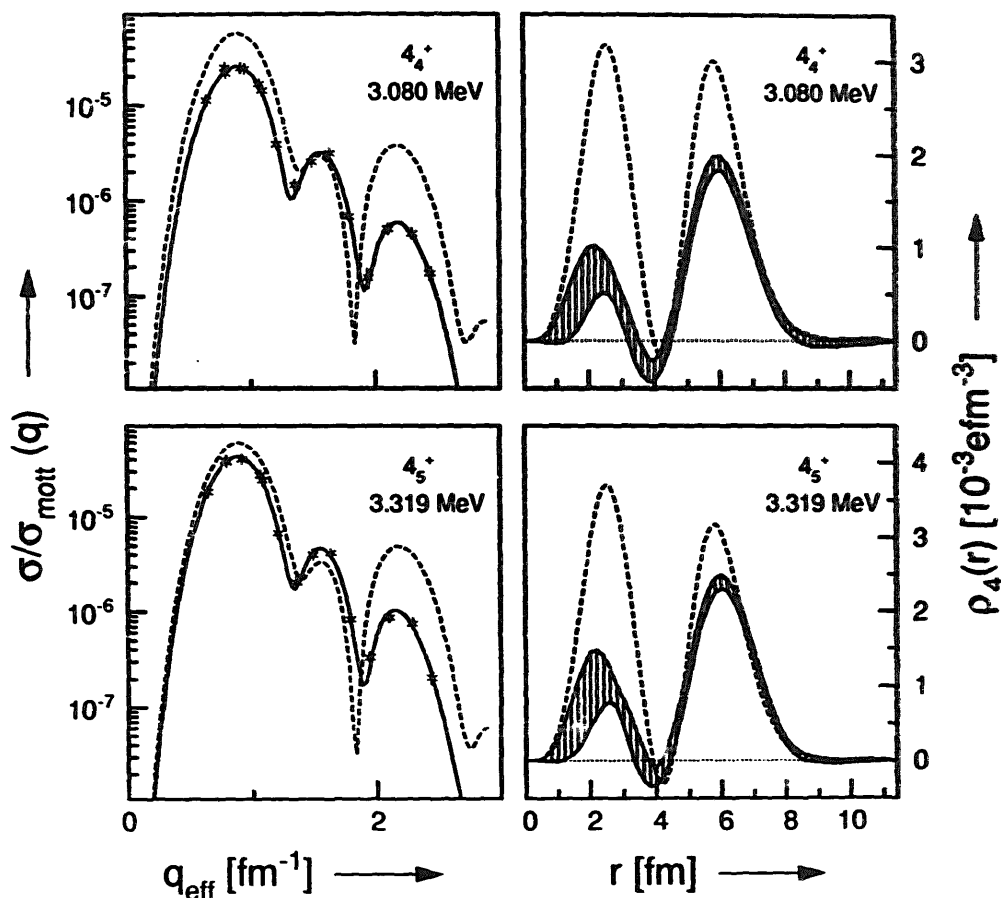 4₄⁺
3.080 MeV
4₄⁺
3.080 MeV
10⁻⁵
10⁻⁶
10⁻⁷
3
2
1
0
4₅⁺
3.319 MeV
4₅⁺
3.319 MeV
10⁻⁵
10⁻⁶
10⁻⁷
4
3
2
1
0
σ/σmott (q)
ρ₄(r) [10⁻³efm⁻³]
0 1 2
0 2 4 6 8 10
q_eff [fm⁻¹]
r [fm]